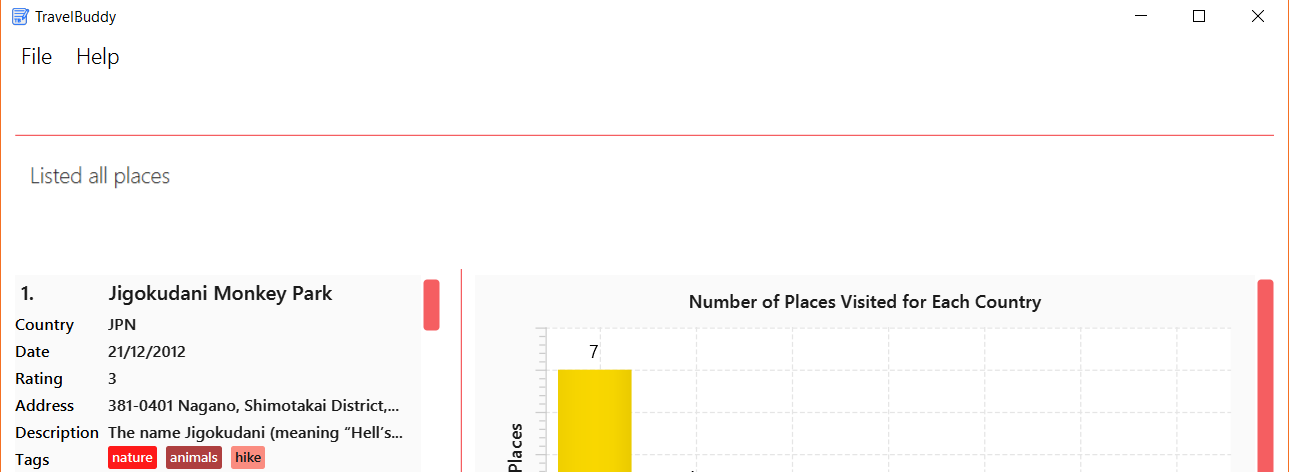 TravelBuddy
File Help
Listed all places
1. Jigokudani Monkey Park
Country JPN
Date 21/12/2012
Rating 3
Address 381-0401 Nagano, Shimotakai District,...
Description The name Jigokudani (meaning “Hell’s...
Tags nature animals hike
Number of Places Visited for Each Country
7
Places